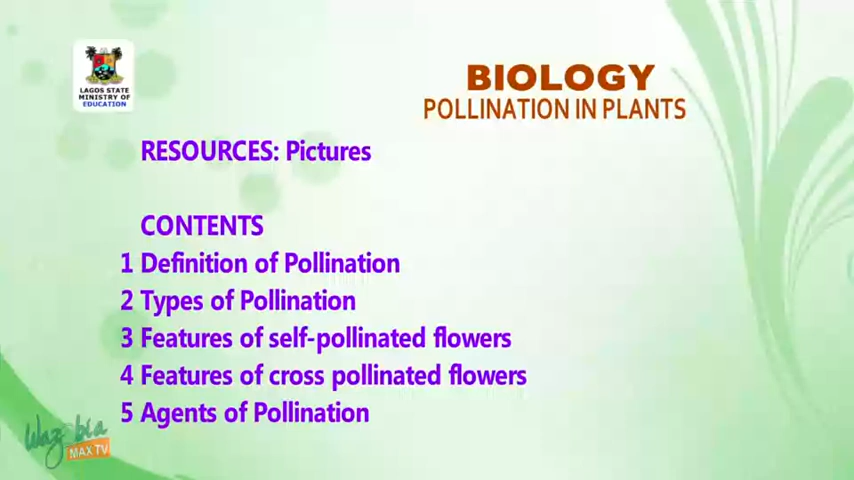 LAGOS STATE
MINISTRY OF
EDUCATION
BIOLOGY
POLLINATION IN PLANTS
RESOURCES: Pictures
CONTENTS
1 Definition of Pollination
2 Types of Pollination
3 Features of self-pollinated flowers
4 Features of cross pollinated flowers
5 Agents of Pollination
Wazobia
MAX TV